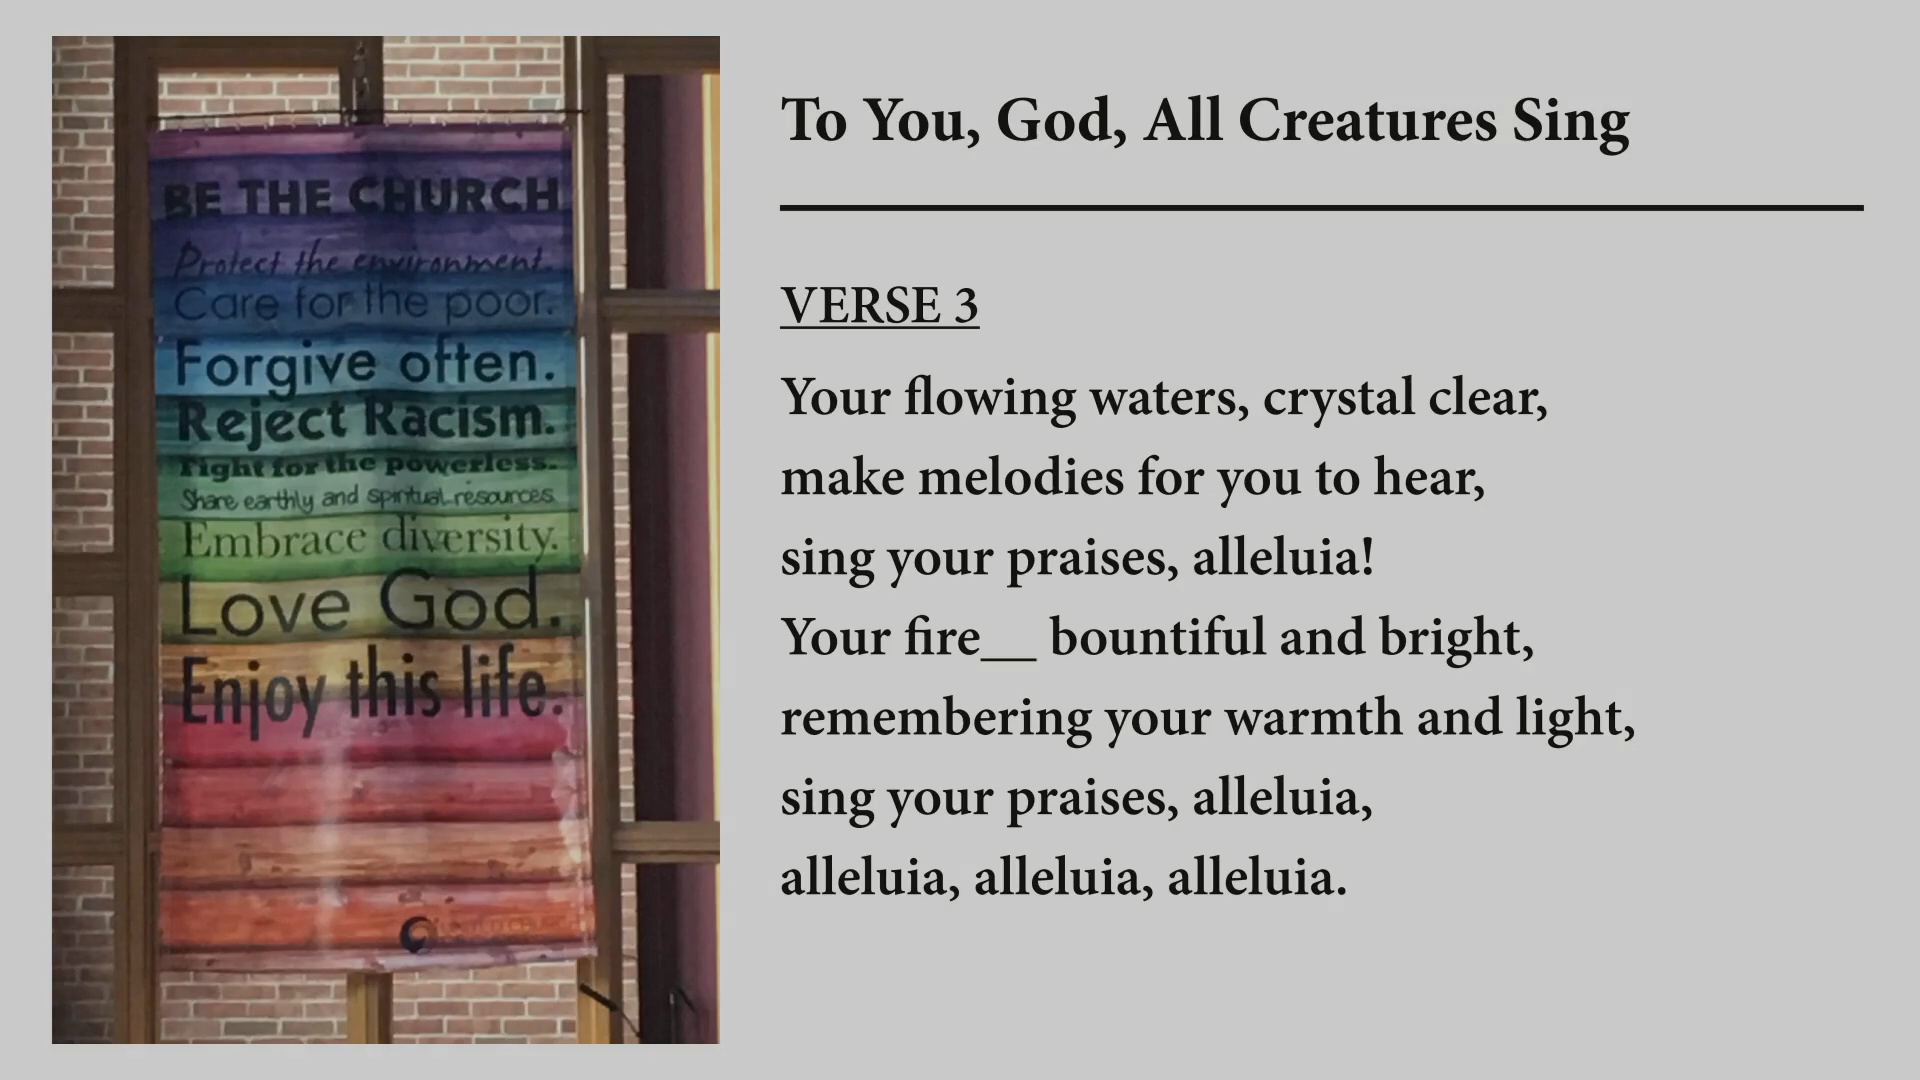 BE THE CHURCH
Protect the environment.
Care for the poor.
Forgive often.
Reject Racism.
Fight for the powerless.
Share earthly and spiritual resources.
Embrace diversity.
Love God.
Enjoy this life.
To You, God, All Creatures Sing
VERSE 3
Your flowing waters, crystal clear,
make melodies for you to hear,
sing your praises, alleluia!
Your fire__ bountiful and bright,
remembering your warmth and light,
sing your praises, alleluia,
alleluia, alleluia, alleluia.